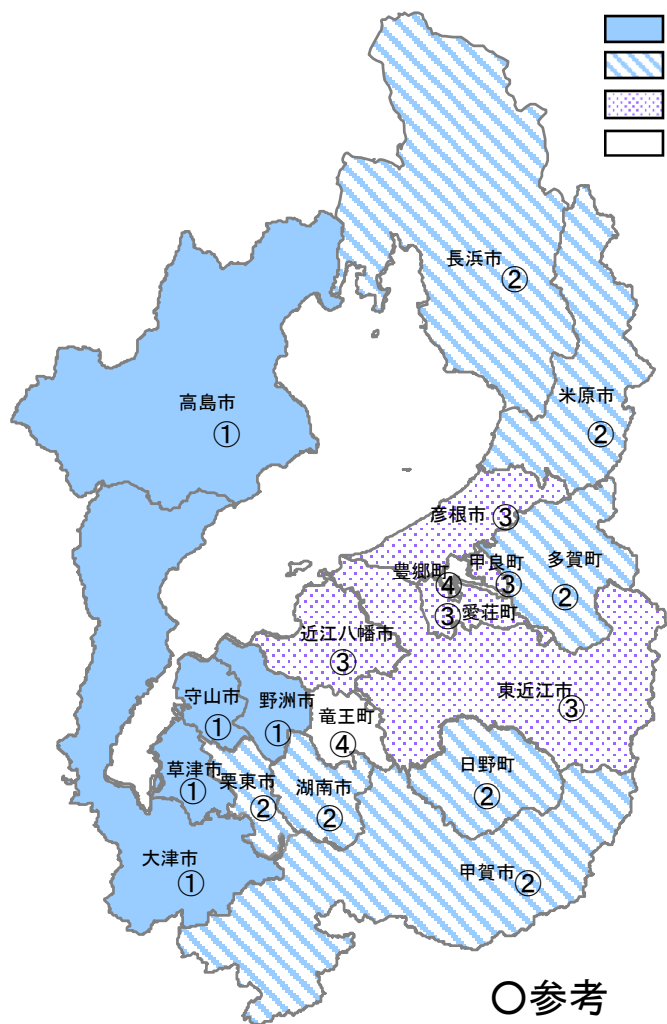 長浜市
②
高島市
①
米原市
②
彦根市 ③
甲良町
③
多賀町
②
豊郷町
④
③ 愛荘町
近江八幡市
③
東近江市
③
守山市
①
野洲市
①
竜王町
④
草津市
①
栗東市
②
湖南市
②
日野町
②
大津市
①
甲賀市
②
○参考